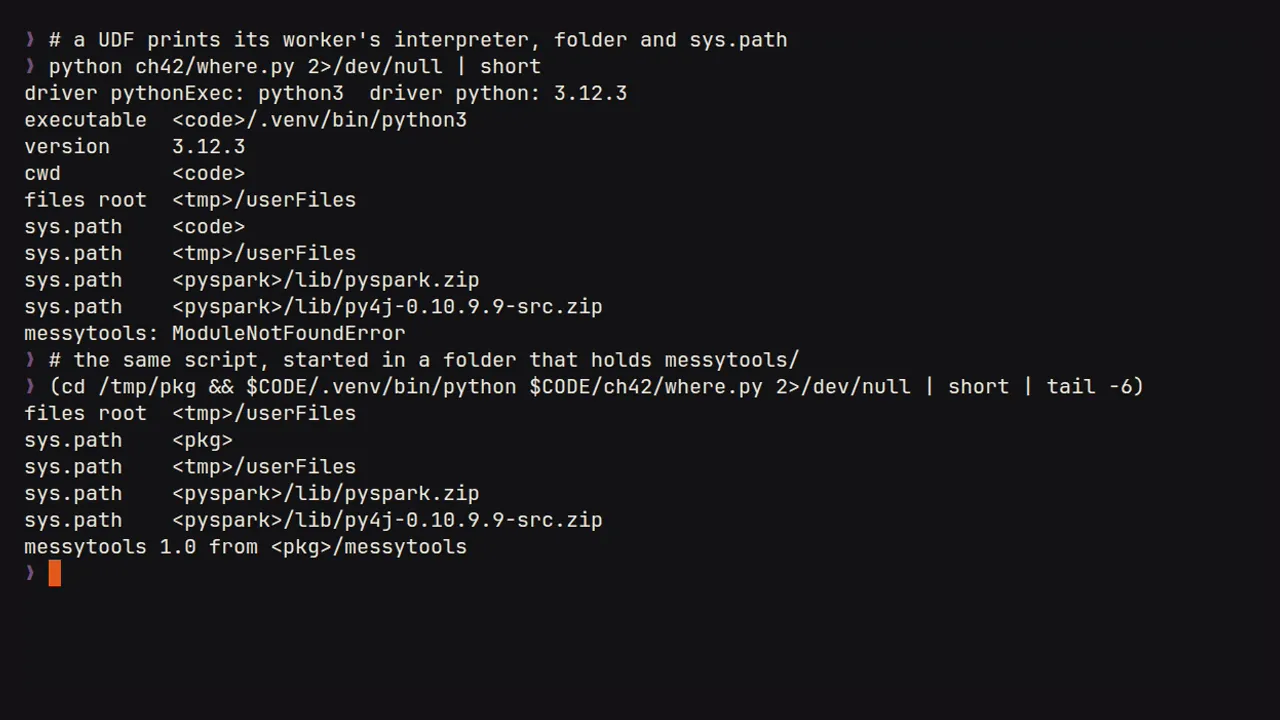 ❯ # a UDF prints its worker's interpreter, folder and sys.path
❯ python ch42/where.py 2>/dev/null | short
driver pythonExec: python3  driver python: 3.12.3
executable  <code>/.venv/bin/python3
version     3.12.3
cwd         <code>
files root  <tmp>/userFiles
sys.path    <code>
sys.path    <tmp>/userFiles
sys.path    <pyspark>/lib/pyspark.zip
sys.path    <pyspark>/lib/py4j-0.10.9.9-src.zip
messytools: ModuleNotFoundError
❯ # the same script, started in a folder that holds messytools/
❯ (cd /tmp/pkg && $CODE/.venv/bin/python $CODE/ch42/where.py 2>/dev/null | short | tail -6)
files root  <tmp>/userFiles
sys.path    <pkg>
sys.path    <tmp>/userFiles
sys.path    <pyspark>/lib/pyspark.zip
sys.path    <pyspark>/lib/py4j-0.10.9.9-src.zip
messytools 1.0 from <pkg>/messytools
❯